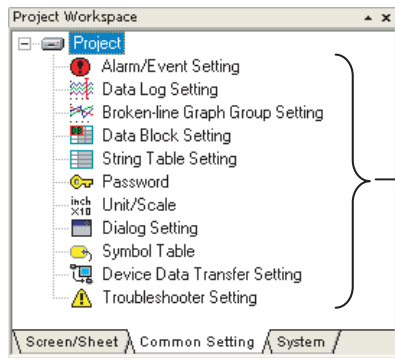 Project Workspace
Project
Alarm/Event Setting
Data Log Setting
Broken-line Graph Group Setting
DB
Data Block Setting
String Table Setting
Password
inch
×10
Unit/Scale
Dialog Setting
Symbol Table
Device Data Transfer Setting
Troubleshooter Setting
Screen/Sheet Common Setting System